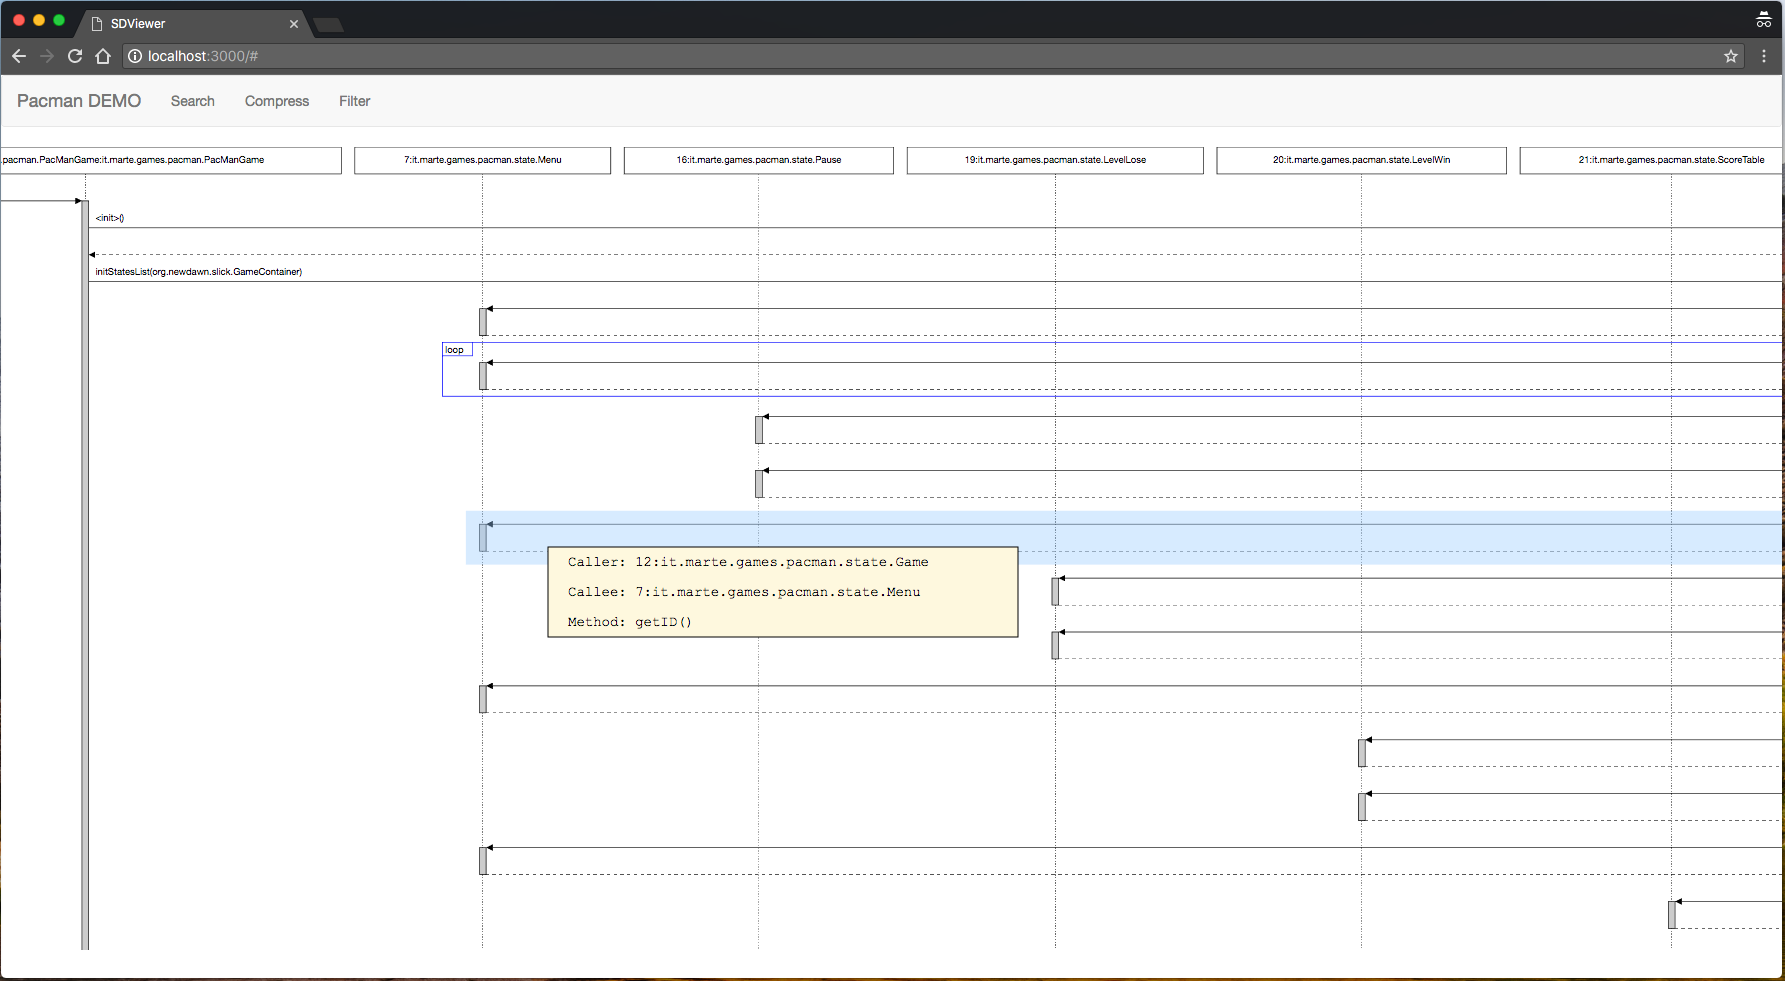 SDViewer
localhost:3000/#
Pacman DEMO Search Compress Filter
.pacman.PacManGame:it.marte.games.pacman.PacManGame 7:it.marte.games.pacman.state.Menu 16:it.marte.games.pacman.state.Pause 19:it.marte.games.pacman.state.LevelLose 20:it.marte.games.pacman.state.LevelWin 21:it.marte.games.pacman.state.ScoreTable
<init>()
initStatesList(org.newdawn.slick.GameContainer)
loop
Caller: 12:it.marte.games.pacman.state.Game
Callee: 7:it.marte.games.pacman.state.Menu
Method: getID()